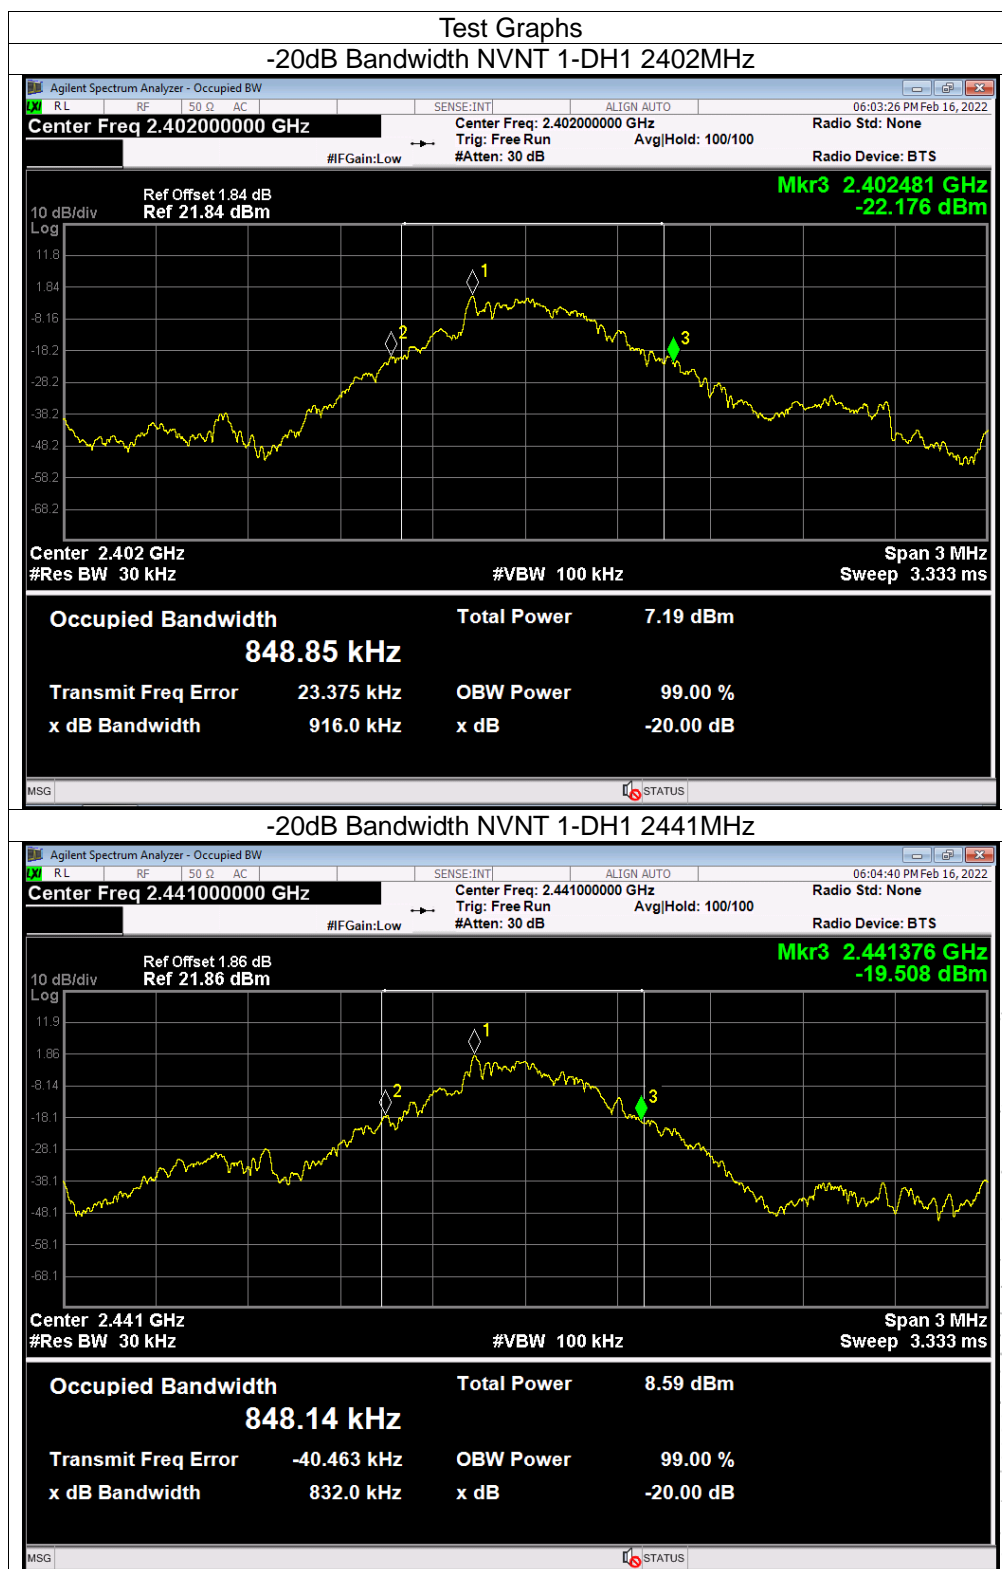 Test Graphs
-20dB Bandwidth NVNT 1-DH1 2402MHz
Agilent Spectrum Analyzer - Occupied BW
LXI RL RF 50 Ω AC SENSE:INT ALIGN AUTO 06:03:26 PM Feb 16, 2022
Center Freq 2.402000000 GHz Center Freq: 2.402000000 GHz Radio Std: None
Trig: Free Run Avg|Hold: 100/100
#IFGain:Low #Atten: 30 dB Radio Device: BTS
Mkr3 2.402481 GHz
Ref Offset 1.84 dB
10 dB/div Ref 21.84 dBm -22.176 dBm
Log
11.8
1
1.84
-8.16
2
3
-18.2
-28.2
-38.2
-48.2
-58.2
-68.2
Center 2.402 GHz Span 3 MHz
#Res BW 30 kHz #VBW 100 kHz Sweep 3.333 ms
Occupied Bandwidth Total Power 7.19 dBm
848.85 kHz
Transmit Freq Error 23.375 kHz OBW Power 99.00 %
x dB Bandwidth 916.0 kHz x dB -20.00 dB
MSG STATUS
-20dB Bandwidth NVNT 1-DH1 2441MHz
Agilent Spectrum Analyzer - Occupied BW
LXI RL RF 50 Ω AC SENSE:INT ALIGN AUTO 06:04:40 PM Feb 16, 2022
Center Freq 2.441000000 GHz Center Freq: 2.441000000 GHz Radio Std: None
Trig: Free Run Avg|Hold: 100/100
#IFGain:Low #Atten: 30 dB Radio Device: BTS
Mkr3 2.441376 GHz
Ref Offset 1.86 dB
10 dB/div Ref 21.86 dBm -19.508 dBm
Log
11.9
1
1.86
-8.14
2
3
-18.1
-28.1
-38.1
-48.1
-58.1
-68.1
Center 2.441 GHz Span 3 MHz
#Res BW 30 kHz #VBW 100 kHz Sweep 3.333 ms
Occupied Bandwidth Total Power 8.59 dBm
848.14 kHz
Transmit Freq Error -40.463 kHz OBW Power 99.00 %
x dB Bandwidth 832.0 kHz x dB -20.00 dB
MSG STATUS